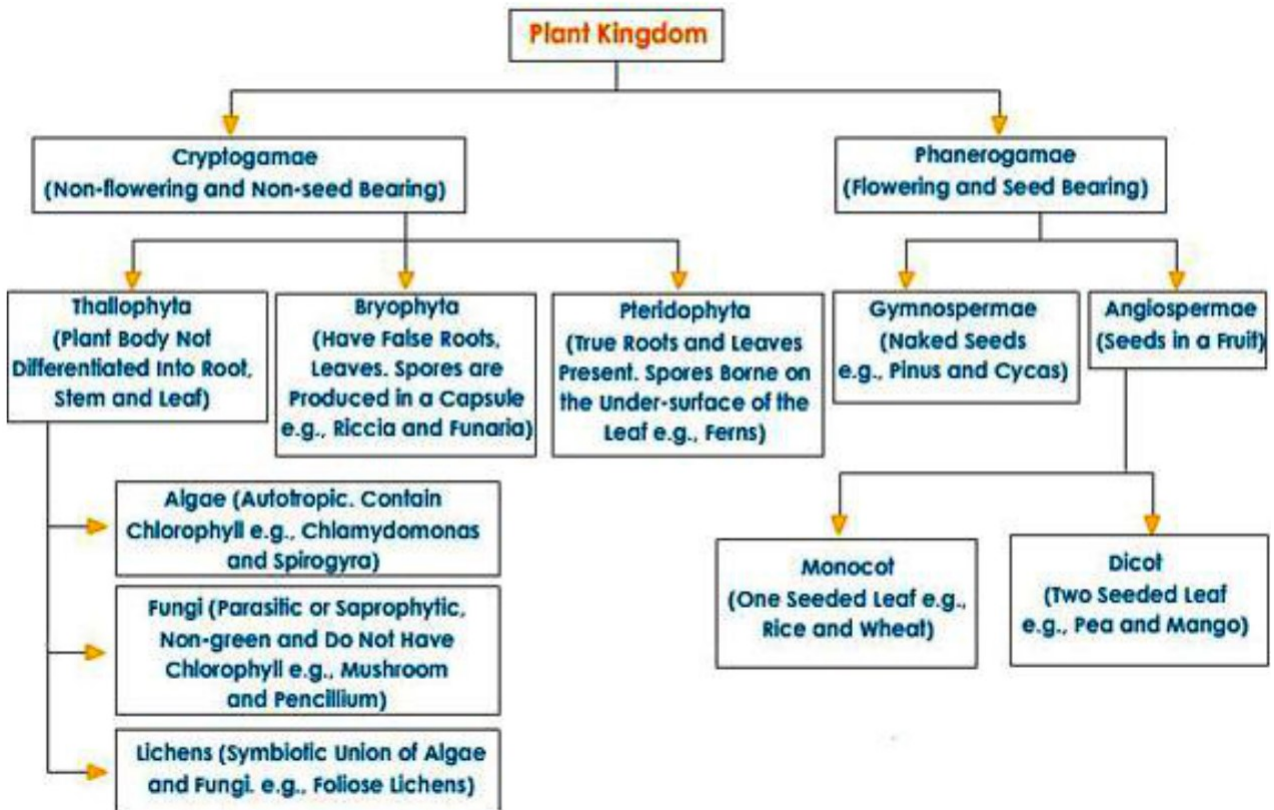 Plant Kingdom
Cryptogamae
(Non-flowering and Non-seed Bearing)
Phanerogamae
(Flowering and Seed Bearing)
Thallophyta
(Plant Body Not
Differentiated Into Root,
Stem and Leaf)
Bryophyta
(Have False Roots,
Leaves. Spores are
Produced in a Capsule
e.g., Riccia and Funaria)
Pteridophyta
(True Roots and Leaves
Present. Spores Borne on
the Under-surface of the
Leaf e.g., Ferns)
Gymnospermae
(Naked Seeds
e.g., Pinus and Cycas)
Angiospermae
(Seeds in a Fruit)
Algae (Autotropic. Contain
Chlorophyll e.g., Chlamydomonas
and Spirogyra)
Fungi (Parasitic or Saprophytic,
Non-green and Do Not Have
Chlorophyll e.g., Mushroom
and Pencillium)
Lichens (Symbiotic Union of Algae
and Fungi. e.g., Foliose Lichens)
Monocot
(One Seeded Leaf e.g.,
Rice and Wheat)
Dicot
(Two Seeded Leaf
e.g., Pea and Mango)